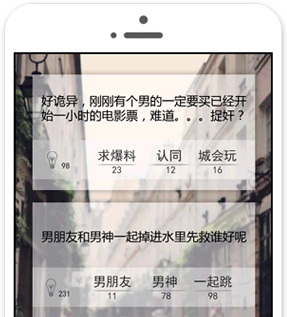 好诡异，刚刚有个男的一定要买已经开
始一小时的电影票，难道。。。捉奸？
求爆料 认同 城会玩
98 23 12 16
男朋友和男神一起掉进水里先救谁好呢
男朋友 男神 一起跳
231 11 78 98